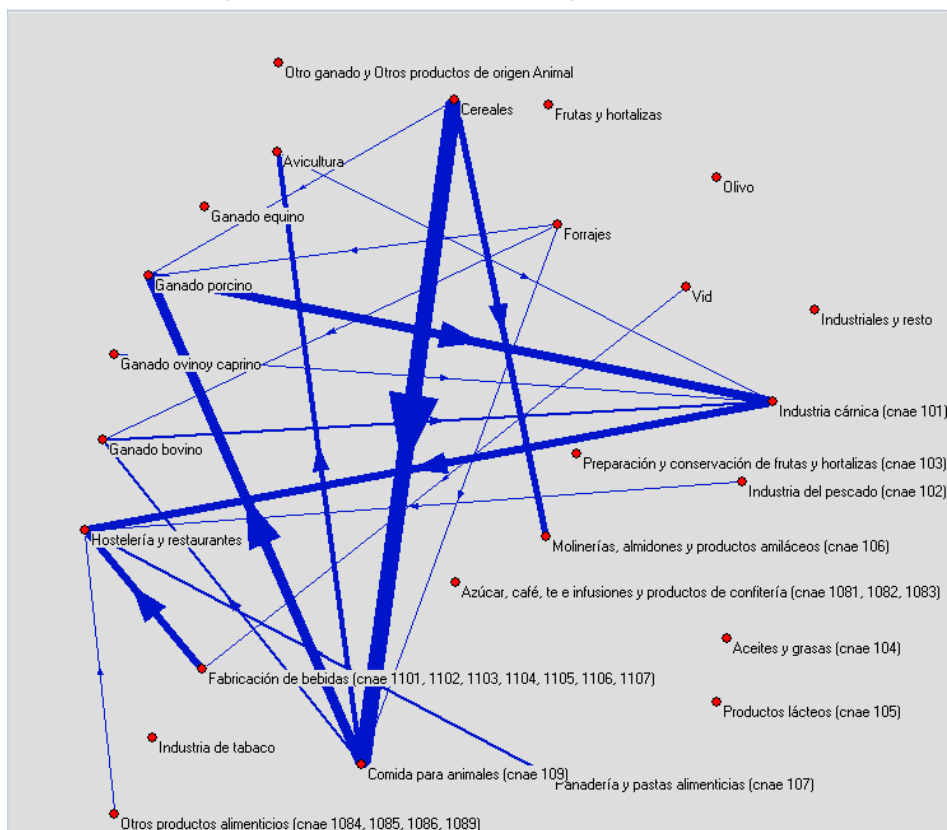 Otro ganado y Otros productos de origen Animal
Cereales
Frutas y hortalizas
Avicultura
Olivo
Ganado equino
Forrajes
Ganado porcino
Vid
Industriales y resto
Ganado ovinoy caprino
Industria cárnica (cnae 101)
Ganado bovino
Preparación y conservación de frutas y hortalizas (cnae 103)
Industria del pescado (cnae 102)
Hostelería y restaurantes
Molinerías, almidones y productos amiláceos (cnae 106)
Azúcar, café, te e infusiones y productos de confitería (cnae 1081, 1082, 1083)
Aceites y grasas (cnae 104)
Fabricación de bebidas (cnae 1101, 1102, 1103, 1104, 1105, 1106, 1107)
Productos lácteos (cnae 105)
Industria de tabaco
Comida para animales (cnae 109)
Panadería y pastas alimenticias (cnae 107)
Otros productos alimenticios (cnae 1084, 1085, 1086, 1089)